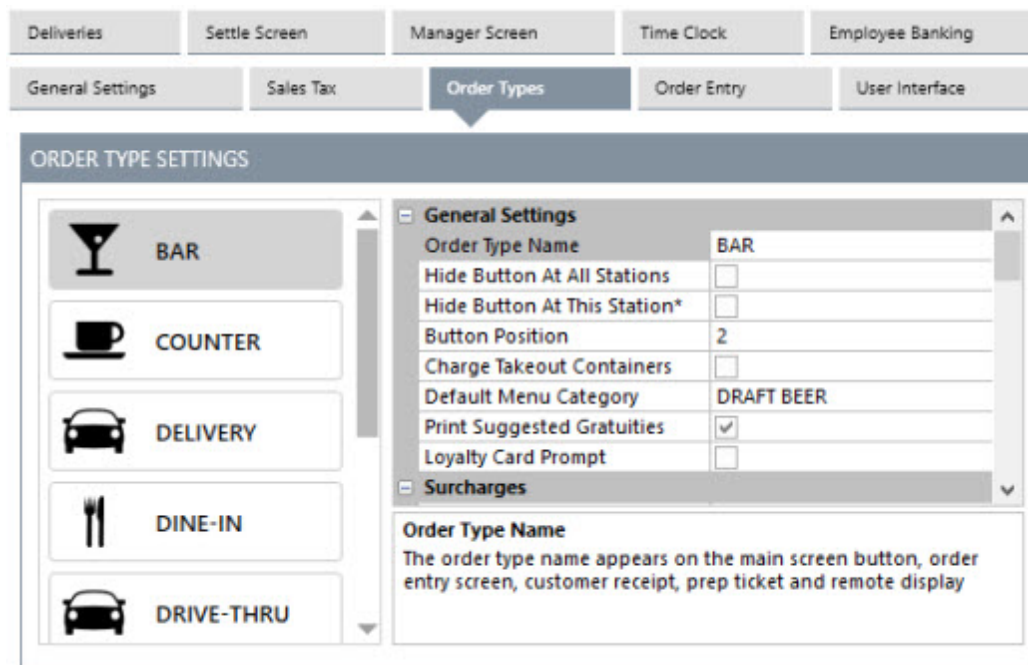 Deliveries Settle Screen Manager Screen Time Clock Employee Banking
General Settings Sales Tax Order Types Order Entry User Interface
ORDER TYPE SETTINGS
BAR
COUNTER
DELIVERY
DINE-IN
DRIVE-THRU
General Settings
Order Type Name BAR
Hide Button At All Stations
Hide Button At This Station*
Button Position 2
Charge Takeout Containers
Default Menu Category DRAFT BEER
Print Suggested Gratuities
Loyalty Card Prompt
Surcharges
Order Type Name
The order type name appears on the main screen button, order
entry screen, customer receipt, prep ticket and remote display